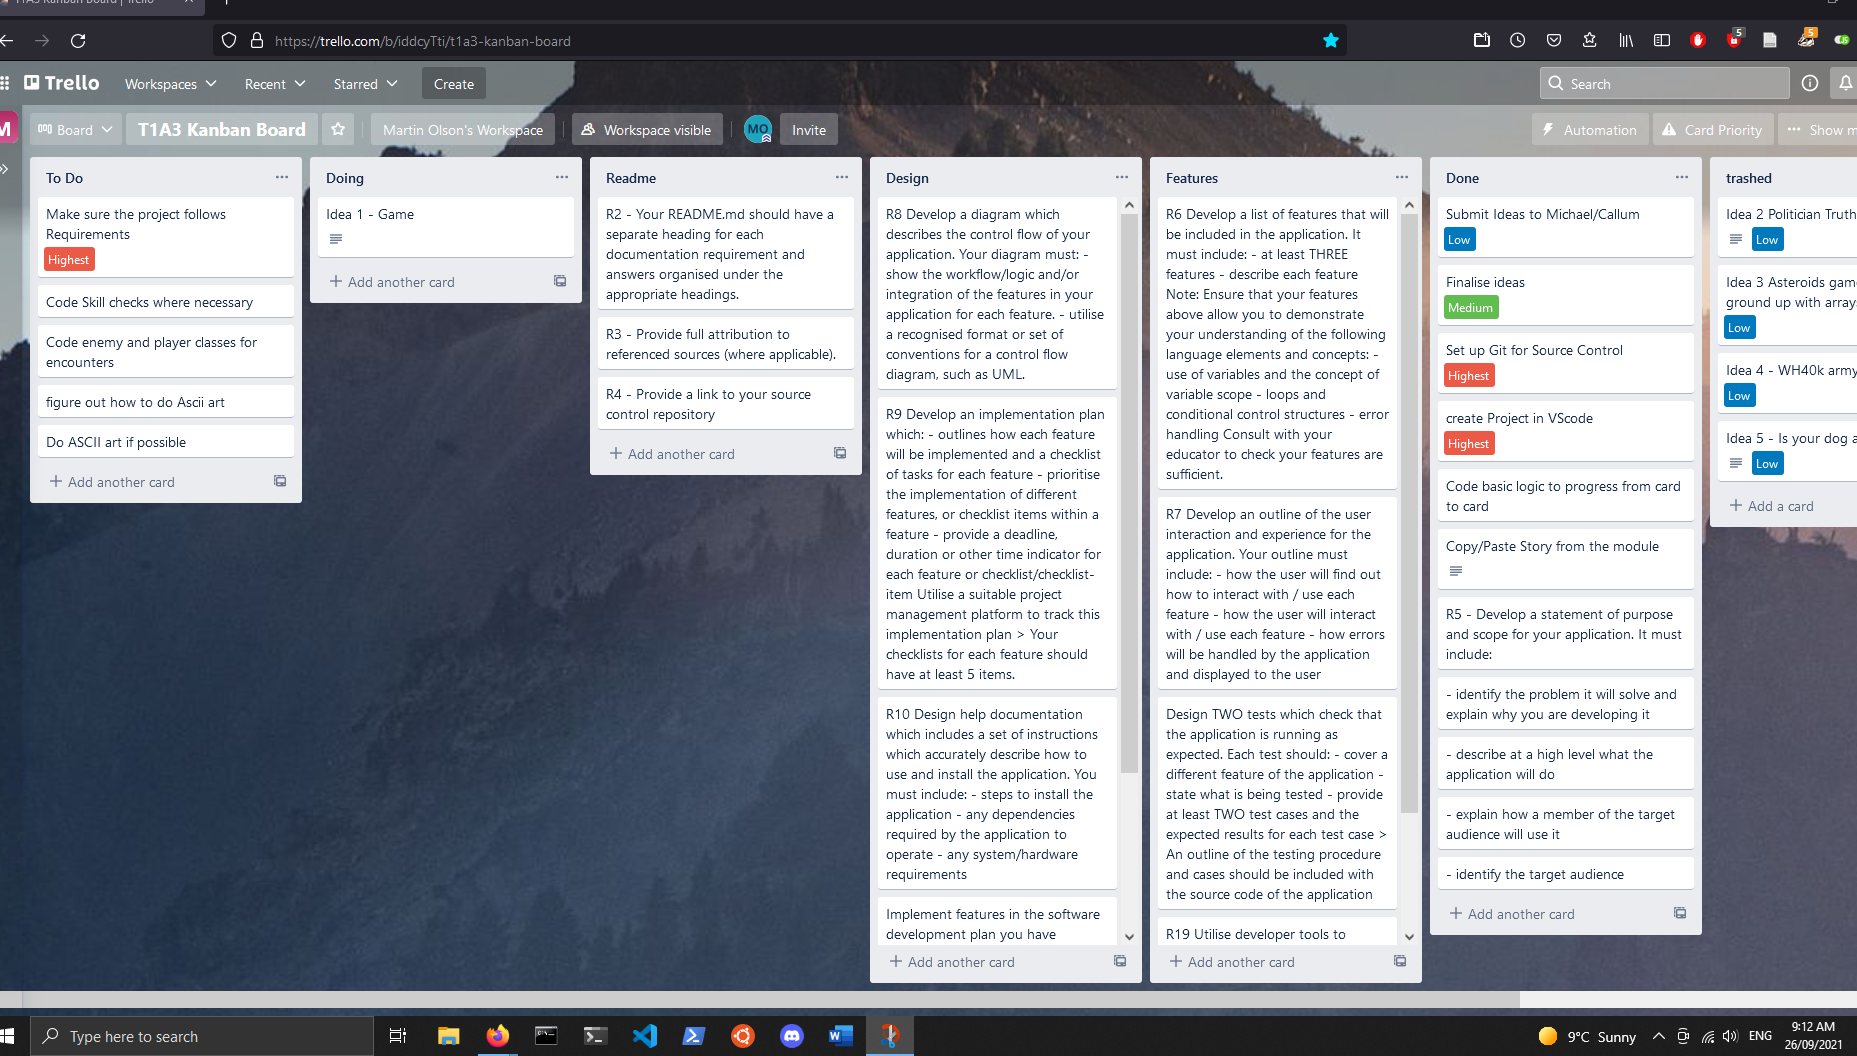 T1A3 Kanban Board | Trello
https://trello.com/b/iddcyTti/t1a3-kanban-board
5
5
Trello
Workspaces
Recent
Starred
Create
Search
M
Board
T1A3 Kanban Board
Martin Olson's Workspace
Workspace visible
MO
Invite
Automation
Card Priority
Show m
To Do
Make sure the project follows
Requirements
Highest
Code Skill checks where necessary
Code enemy and player classes for
encounters
figure out how to do Ascii art
Do ASCII art if possible
Add another card
Doing
Idea 1 - Game
Add another card
Readme
R2 - Your README.md should have a
separate heading for each
documentation requirement and
answers organised under the
appropriate headings.
R3 - Provide full attribution to
referenced sources (where applicable).
R4 - Provide a link to your source
control repository
Add another card
Design
R8 Develop a diagram which
describes the control flow of your
application. Your diagram must: -
show the workflow/logic and/or
integration of the features in your
application for each feature. - utilise
a recognised format or set of
conventions for a control flow
diagram, such as UML.
R9 Develop an implementation plan
which: - outlines how each feature
will be implemented and a checklist
of tasks for each feature - prioritise
the implementation of different
features, or checklist items within a
feature - provide a deadline,
duration or other time indicator for
each feature or checklist/checklist-
item Utilise a suitable project
management platform to track this
implementation plan > Your
checklists for each feature should
have at least 5 items.
R10 Design help documentation
which includes a set of instructions
which accurately describe how to
use and install the application. You
must include: - steps to install the
application - any dependencies
required by the application to
operate - any system/hardware
requirements
Implement features in the software
development plan you have
Add another card
Features
R6 Develop a list of features that will
be included in the application. It
must include: - at least THREE
features - describe each feature
Note: Ensure that your features
above allow you to demonstrate
your understanding of the following
language elements and concepts: -
use of variables and the concept of
variable scope - loops and
conditional control structures - error
handling Consult with your
educator to check your features are
sufficient.
R7 Develop an outline of the user
interaction and experience for the
application. Your outline must
include: - how the user will find out
how to interact with / use each
feature - how the user will interact
with / use each feature - how errors
will be handled by the application
and displayed to the user
Design TWO tests which check that
the application is running as
expected. Each test should: - cover a
different feature of the application -
state what is being tested - provide
at least TWO test cases and the
expected results for each test case >
An outline of the testing procedure
and cases should be included with
the source code of the application
R19 Utilise developer tools to
Add another card
Done
Submit Ideas to Michael/Callum
Low
Finalise ideas
Medium
Set up Git for Source Control
Highest
create Project in VScode
Highest
Code basic logic to progress from card
to card
Copy/Paste Story from the module
R5 - Develop a statement of purpose
and scope for your application. It must
include:
- identify the problem it will solve and
explain why you are developing it
- describe at a high level what the
application will do
- explain how a member of the target
audience will use it
- identify the target audience
Add another card
trashed
Idea 2 Politician Truth
Low
Idea 3 Asteroids gam
ground up with array
Low
Idea 4 - WH40k army
Low
Idea 5 - Is your dog a
Low
Add a card
Type here to search
9°C Sunny
ENG
9:12 AM
26/09/2021